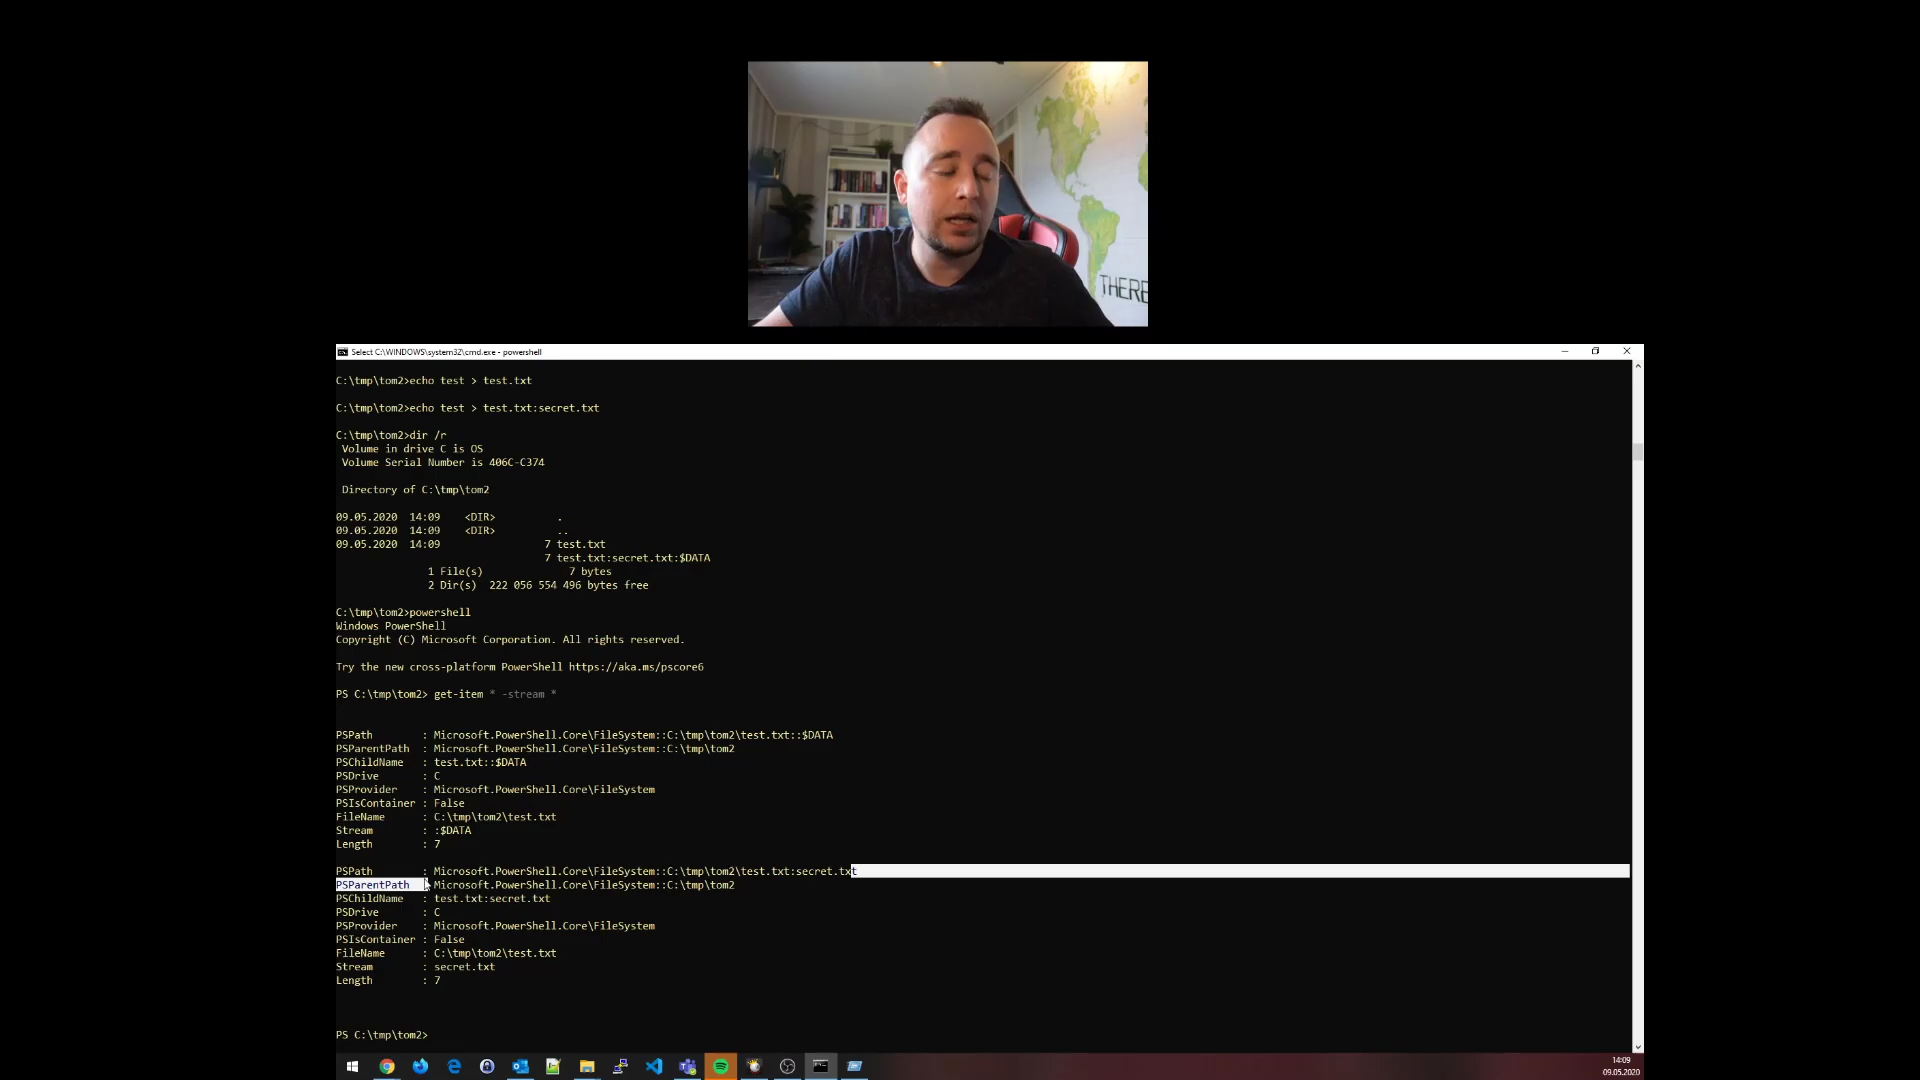 THERE
Select C:\WINDOWS\system32\cmd.exe - powershell
C:\tmp\tom2>echo test > test.txt
C:\tmp\tom2>echo test > test.txt:secret.txt
C:\tmp\tom2>dir /r
Volume in drive C is OS
Volume Serial Number is 406C-C374
Directory of C:\tmp\tom2
09.05.2020  14:09    <DIR>          .
09.05.2020  14:09    <DIR>          ..
09.05.2020  14:09                 7 test.txt
7 test.txt:secret.txt:$DATA
1 File(s)              7 bytes
2 Dir(s)  222 056 554 496 bytes free
C:\tmp\tom2>powershell
Windows PowerShell
Copyright (C) Microsoft Corporation. All rights reserved.
Try the new cross-platform PowerShell https://aka.ms/pscore6
PS C:\tmp\tom2> get-item * -stream *
PSPath        : Microsoft.PowerShell.Core\FileSystem::C:\tmp\tom2\test.txt::$DATA
PSParentPath  : Microsoft.PowerShell.Core\FileSystem::C:\tmp\tom2
PSChildName   : test.txt::$DATA
PSDrive       : C
PSProvider    : Microsoft.PowerShell.Core\FileSystem
PSIsContainer : False
FileName      : C:\tmp\tom2\test.txt
Stream        : :$DATA
Length        : 7
PSPath        : Microsoft.PowerShell.Core\FileSystem::C:\tmp\tom2\test.txt:secret.txt
PSParentPath  : Microsoft.PowerShell.Core\FileSystem::C:\tmp\tom2
PSChildName   : test.txt:secret.txt
PSDrive       : C
PSProvider    : Microsoft.PowerShell.Core\FileSystem
PSIsContainer : False
FileName      : C:\tmp\tom2\test.txt
Stream        : secret.txt
Length        : 7
PS C:\tmp\tom2>
14:09
09.05.2020